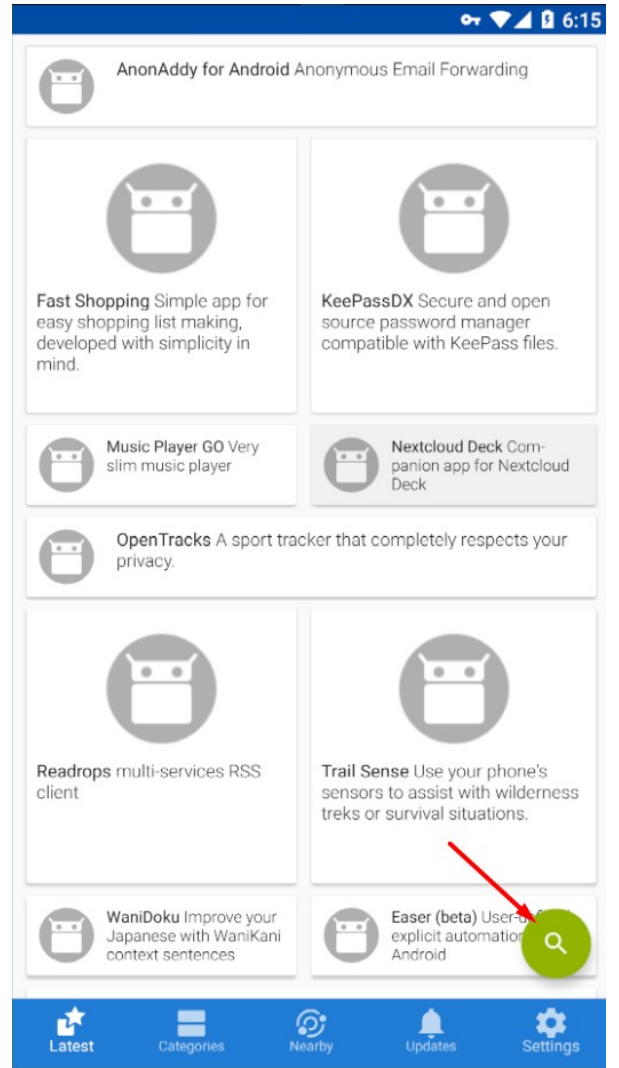 6:15
AnonAddy for Android Anonymous Email Forwarding
Fast Shopping Simple app for
easy shopping list making,
developed with simplicity in
mind.
KeePassDX Secure and open
source password manager
compatible with KeePass files.
Music Player GO Very
slim music player
Nextcloud Deck Com-
panion app for Nextcloud
Deck
OpenTracks A sport tracker that completely respects your
privacy.
Readrops multi-services RSS
client
Trail Sense Use your phone's
sensors to assist with wilderness
treks or survival situations.
WaniDoku Improve your
Japanese with WaniKani
context sentences
Easer (beta)
explicit automation
Android
Latest
Categories
Nearby
Updates
Settings